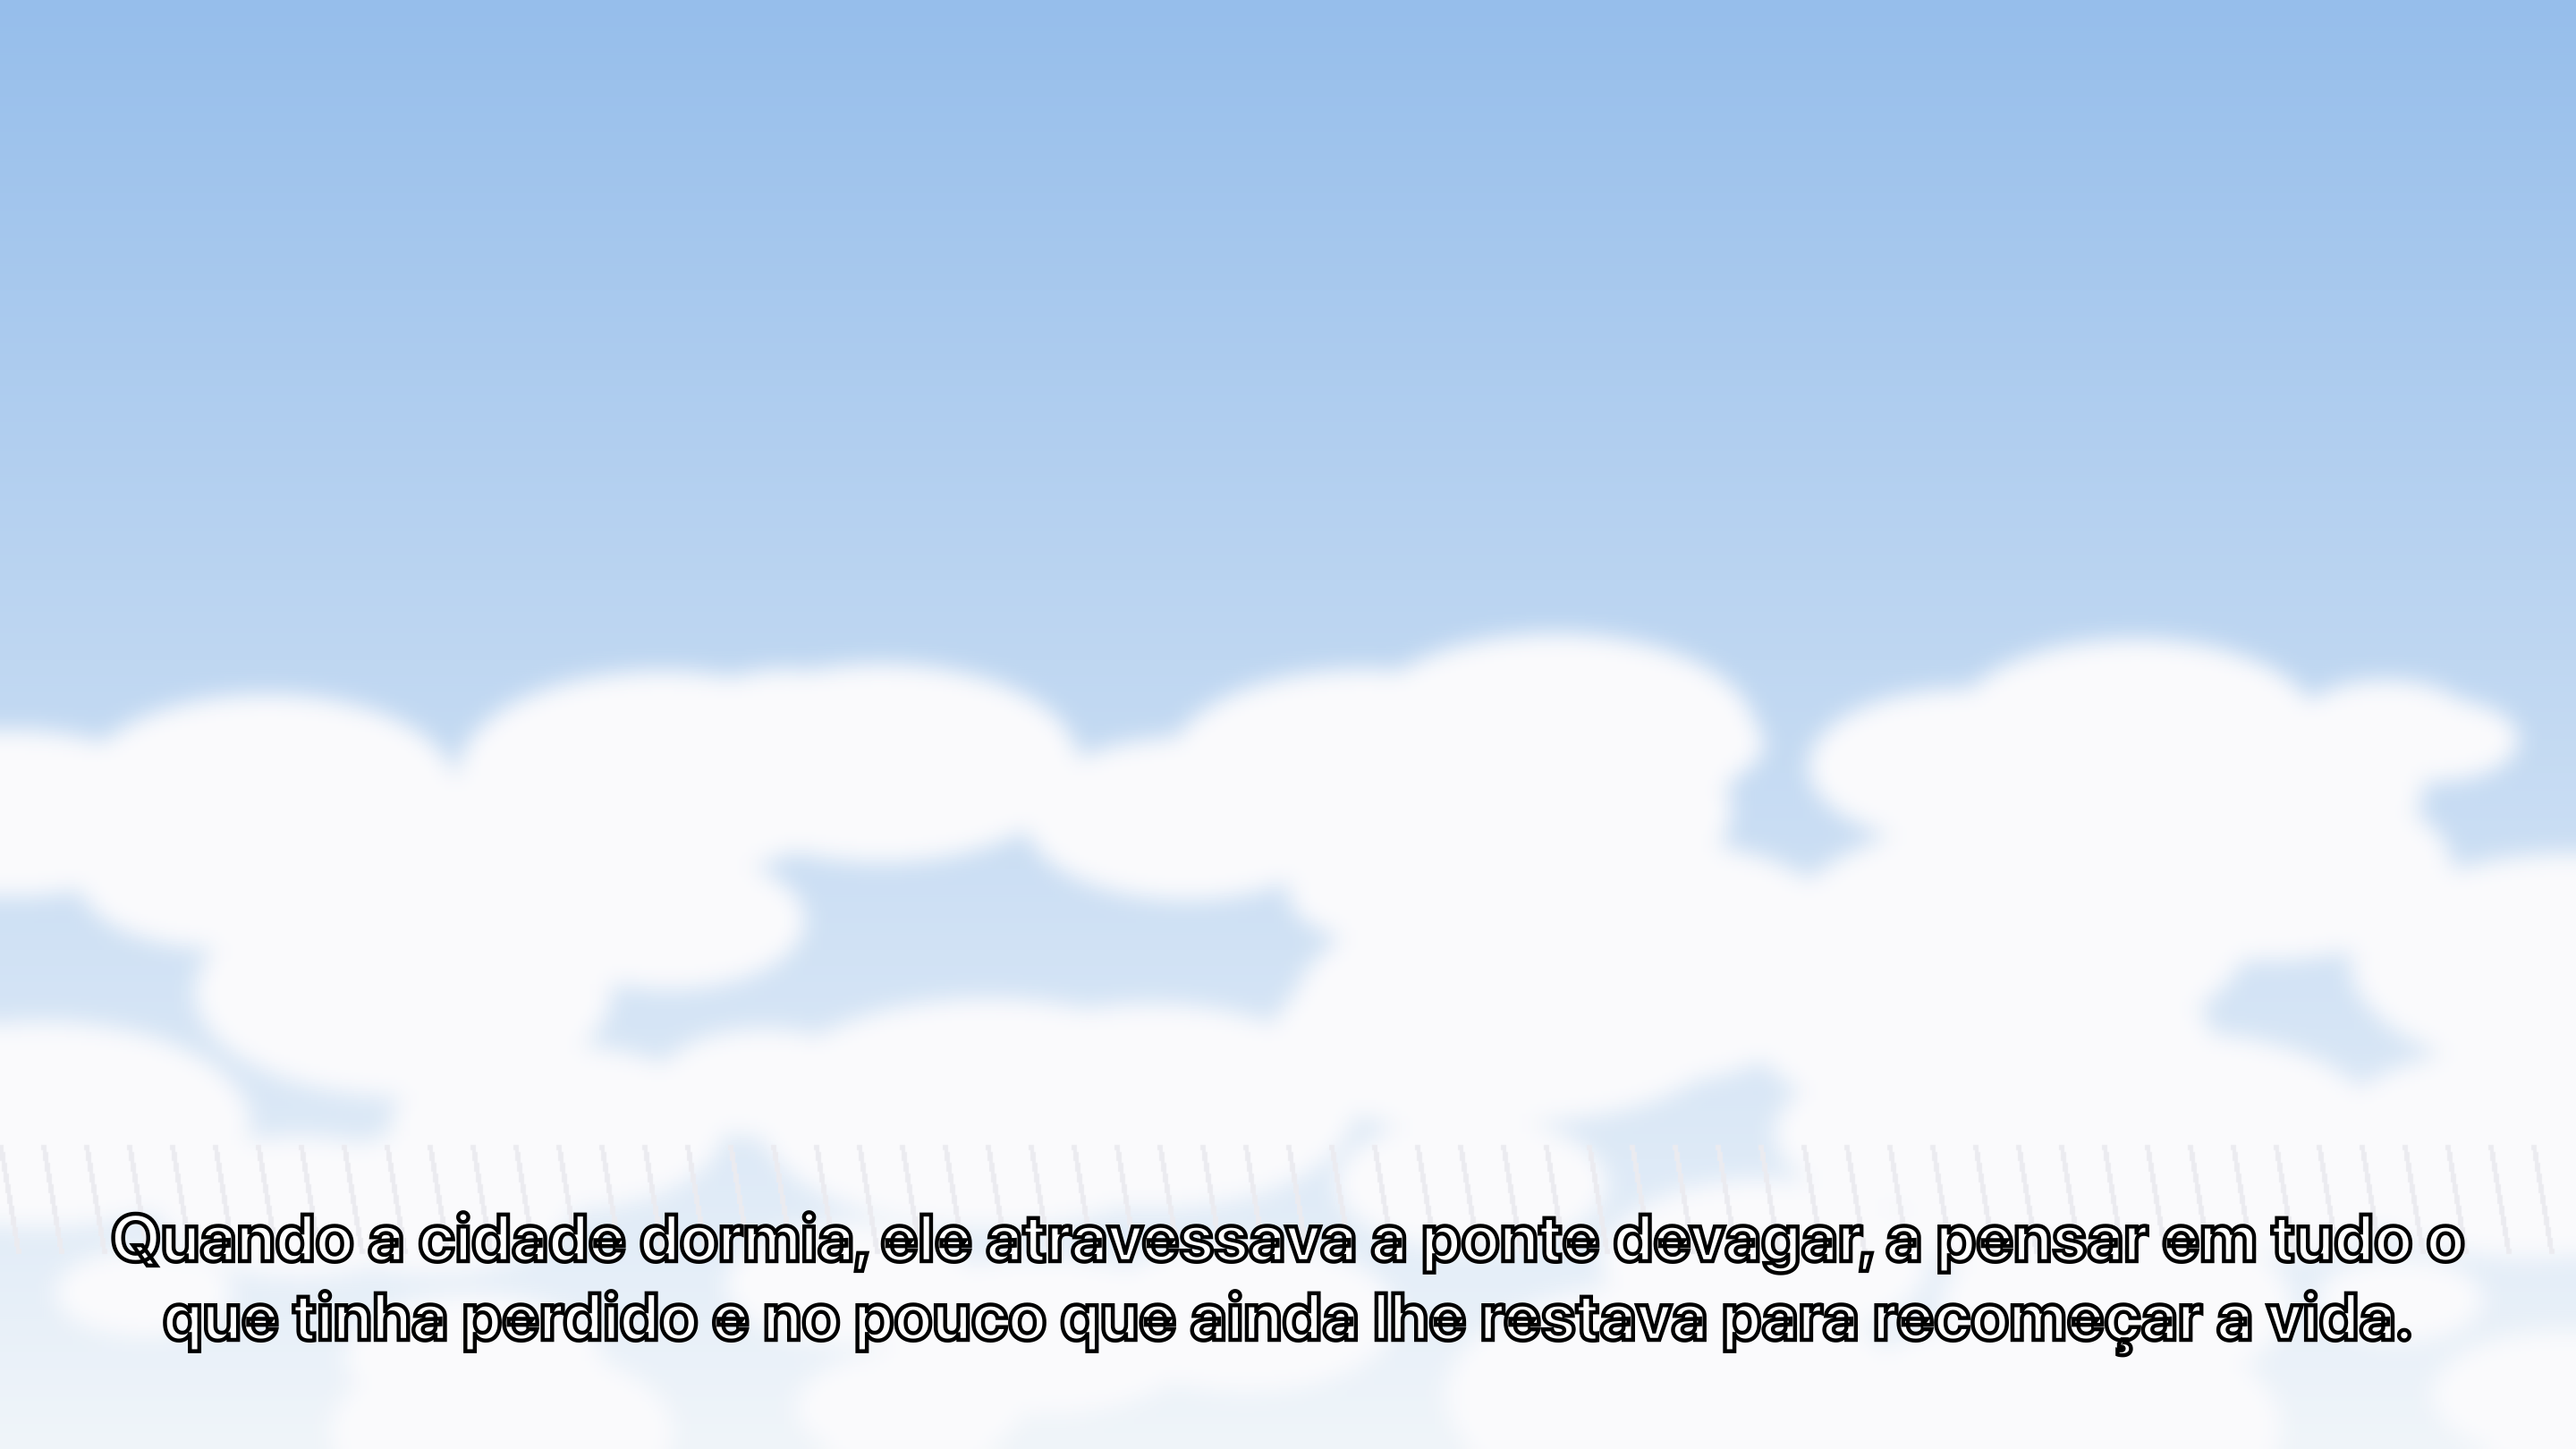 Quando a cidade dormia, ele atravessava a ponte devagar, a pensar em tudo o
que tinha perdido e no pouco que ainda lhe restava para recomeçar a vida.